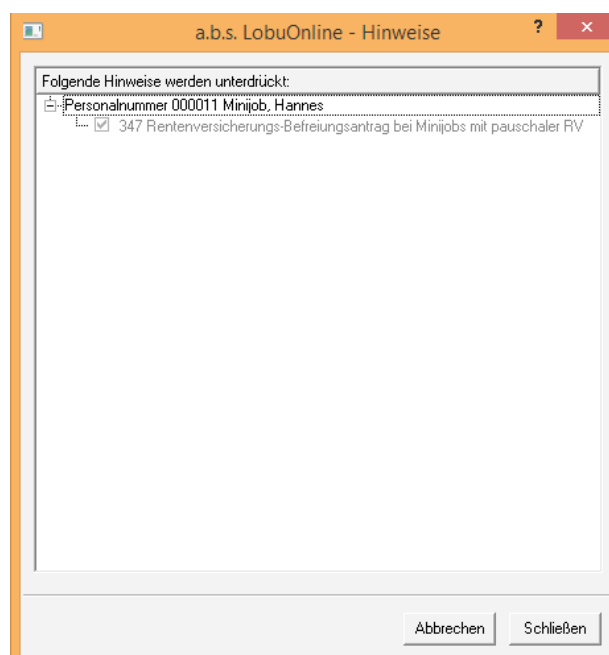 a.b.s. LobuOnline - Hinweise ? ×
Folgende Hinweise werden unterdrückt:
Personalnummer 000011 Minijob, Hannes
347 Rentenversicherungs-Befreiungsantrag bei Minijobs mit pauschaler RV
Abbrechen Schließen